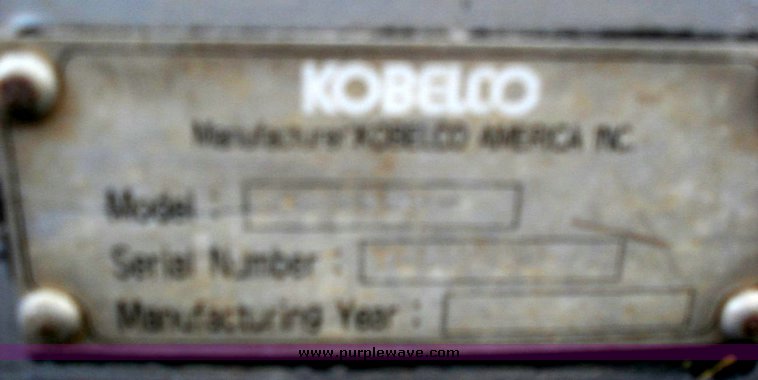 KOBELCO
Manufacturer KOBELCO AMERICA INC.
Model :
Serial Number :
Manufacturing Year :
www.purplewave.com